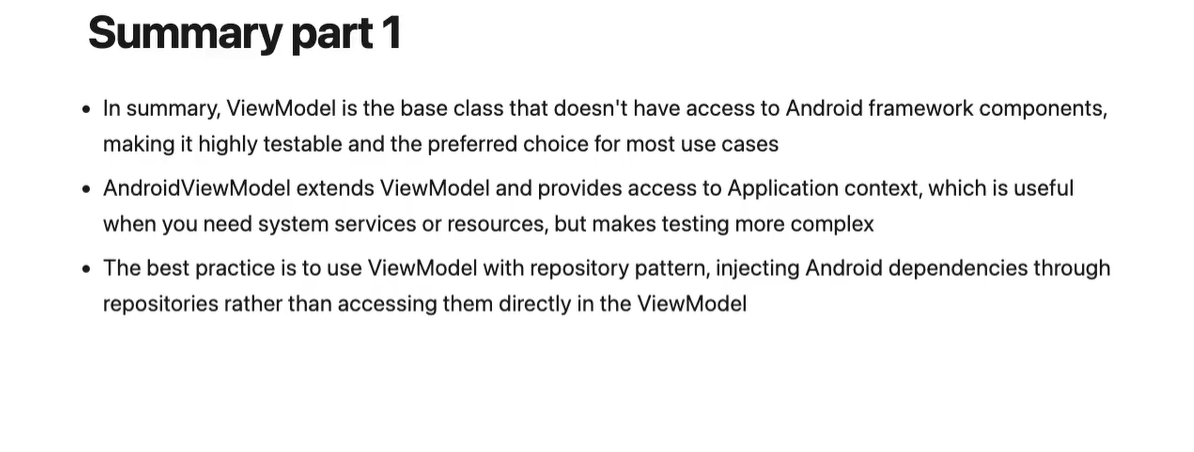 Summary part 1
• In summary, ViewModel is the base class that doesn't have access to Android framework components,
making it highly testable and the preferred choice for most use cases
• AndroidViewModel extends ViewModel and provides access to Application context, which is useful
when you need system services or resources, but makes testing more complex
• The best practice is to use ViewModel with repository pattern, injecting Android dependencies through
repositories rather than accessing them directly in the ViewModel